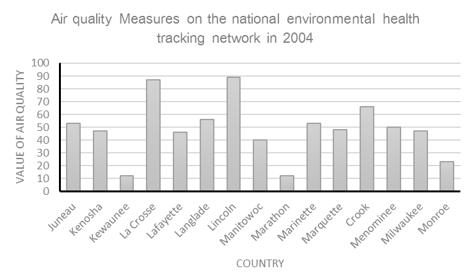 Air quality Measures on the national environmental health
tracking network in 2004
VALUE OF AIR QUALITY
100
90
80
70
60
50
40
30
20
10
0
Juneau
Kenosha
Kewaunee
La Crosse
Lafayette
Langlade
Lincoln
Manitowoc
Marathon
Marinette
Marquette
Crook
Menominee
Milwaukee
Monroe
COUNTRY